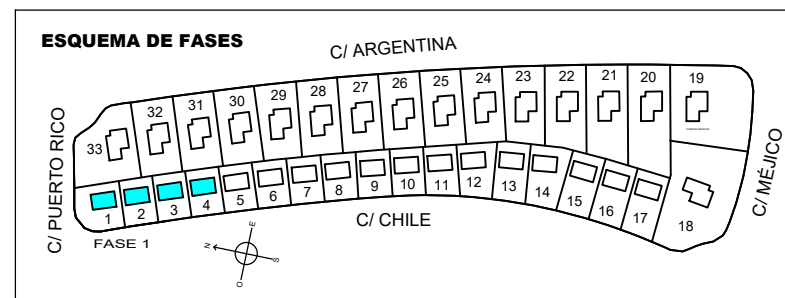 ESQUEMA DE FASES
C/ ARGENTINA
C/ PUERTO RICO
33 32 31 30 29 28 27 26 25 24 23 22 21 20 19
1 2 3 4 5 6 7 8 9 10 11 12 13 14 15 16 17 18
C/ MÉJICO
FASE 1
C/ CHILE
N
E
S
O